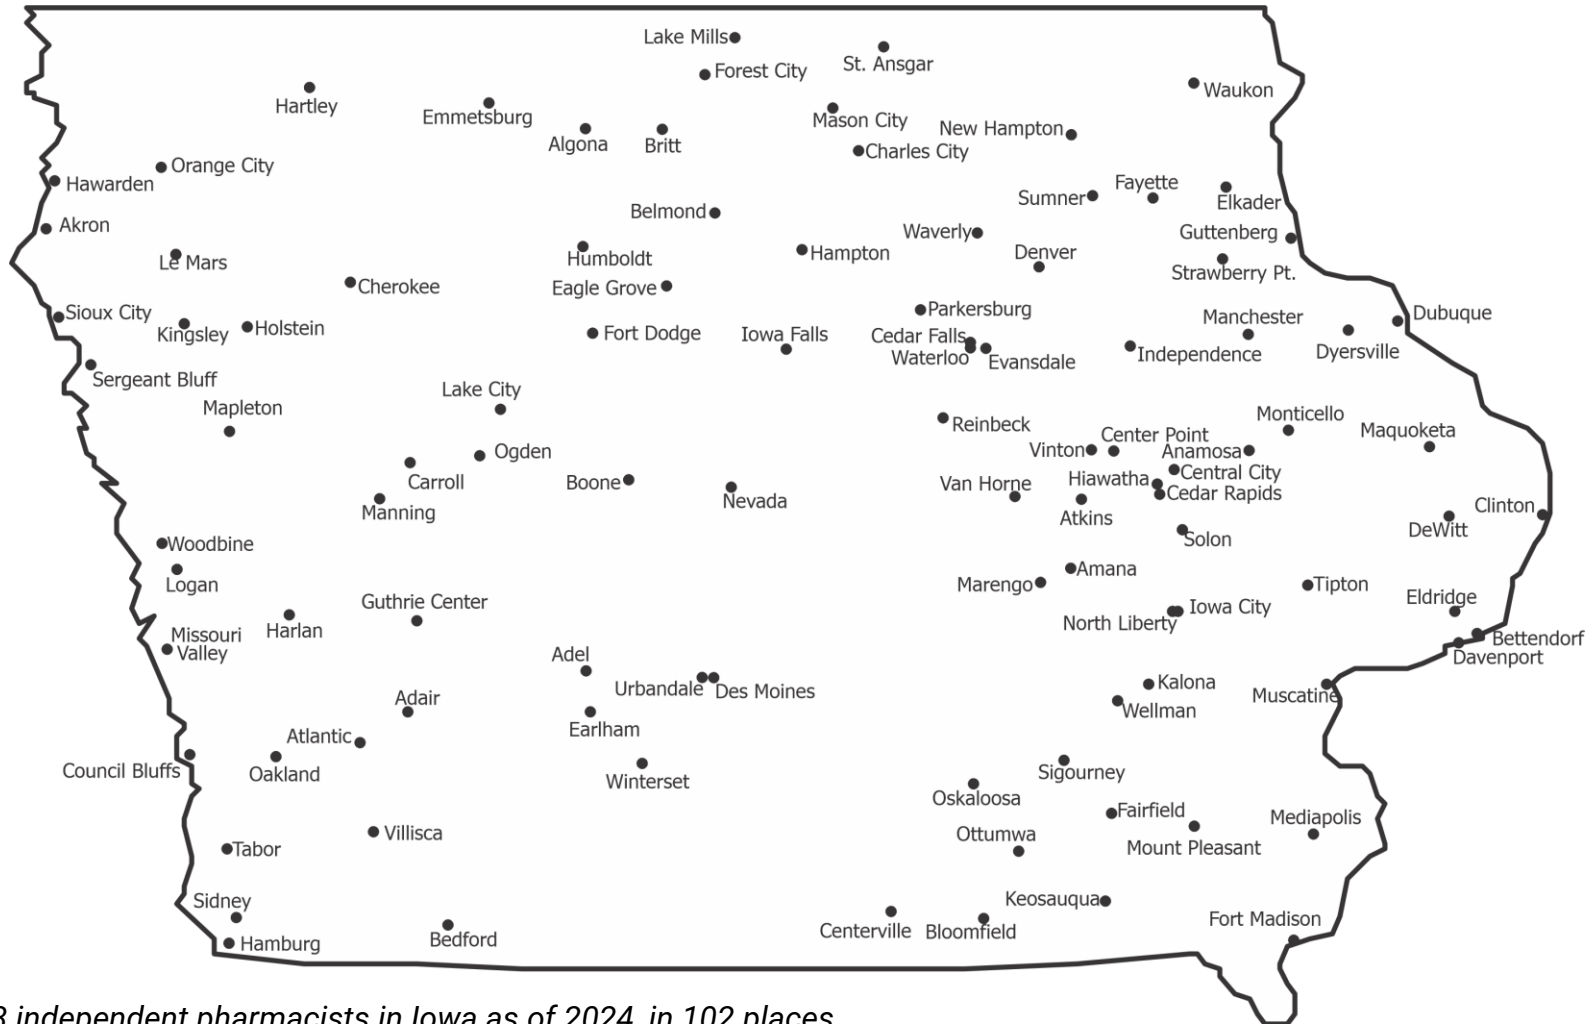 Lake Mills
St. Ansgar
Forest City
Waukon
Hartley
Emmetsburg
Mason City
New Hampton
Algona
Britt
Charles City
Orange City
Hawarden
Fayette
Sumner
Elkader
Belmond
Akron
Waverly
Guttenberg
Hampton
Denver
Le Mars
Humboldt
Strawberry Pt.
Cherokee
Eagle Grove
Parkersburg
Sioux City
Dubuque
Manchester
Kingsley
Holstein
Fort Dodge
Iowa Falls
Cedar Falls
Waterloo
Evansdale
Independence
Dyersville
Sergeant Bluff
Lake City
Mapleton
Monticello
Reinbeck
Maquoketa
Center Point
Vinton
Anamosa
Ogden
Central City
Carroll
Boone
Hiawatha
Van Horne
Cedar Rapids
Nevada
Clinton
Manning
Atkins
DeWitt
Solon
Woodbine
Amana
Logan
Marengo
Tipton
Eldridge
Guthrie Center
Iowa City
North Liberty
Harlan
Missouri
Valley
Bettendorf
Davenport
Adel
Kalona
Urbandale
Des Moines
Muscatine
Adair
Wellman
Earlham
Atlantic
Council Bluffs
Oakland
Sigourney
Winterset
Oskaloosa
Fairfield
Mediapolis
Villisca
Ottumwa
Mount Pleasant
Tabor
Sidney
Keosauqua
Fort Madison
Centerville
Bloomfield
Hamburg
Bedford
independent pharmacists in Iowa as of 2024, in 102 places